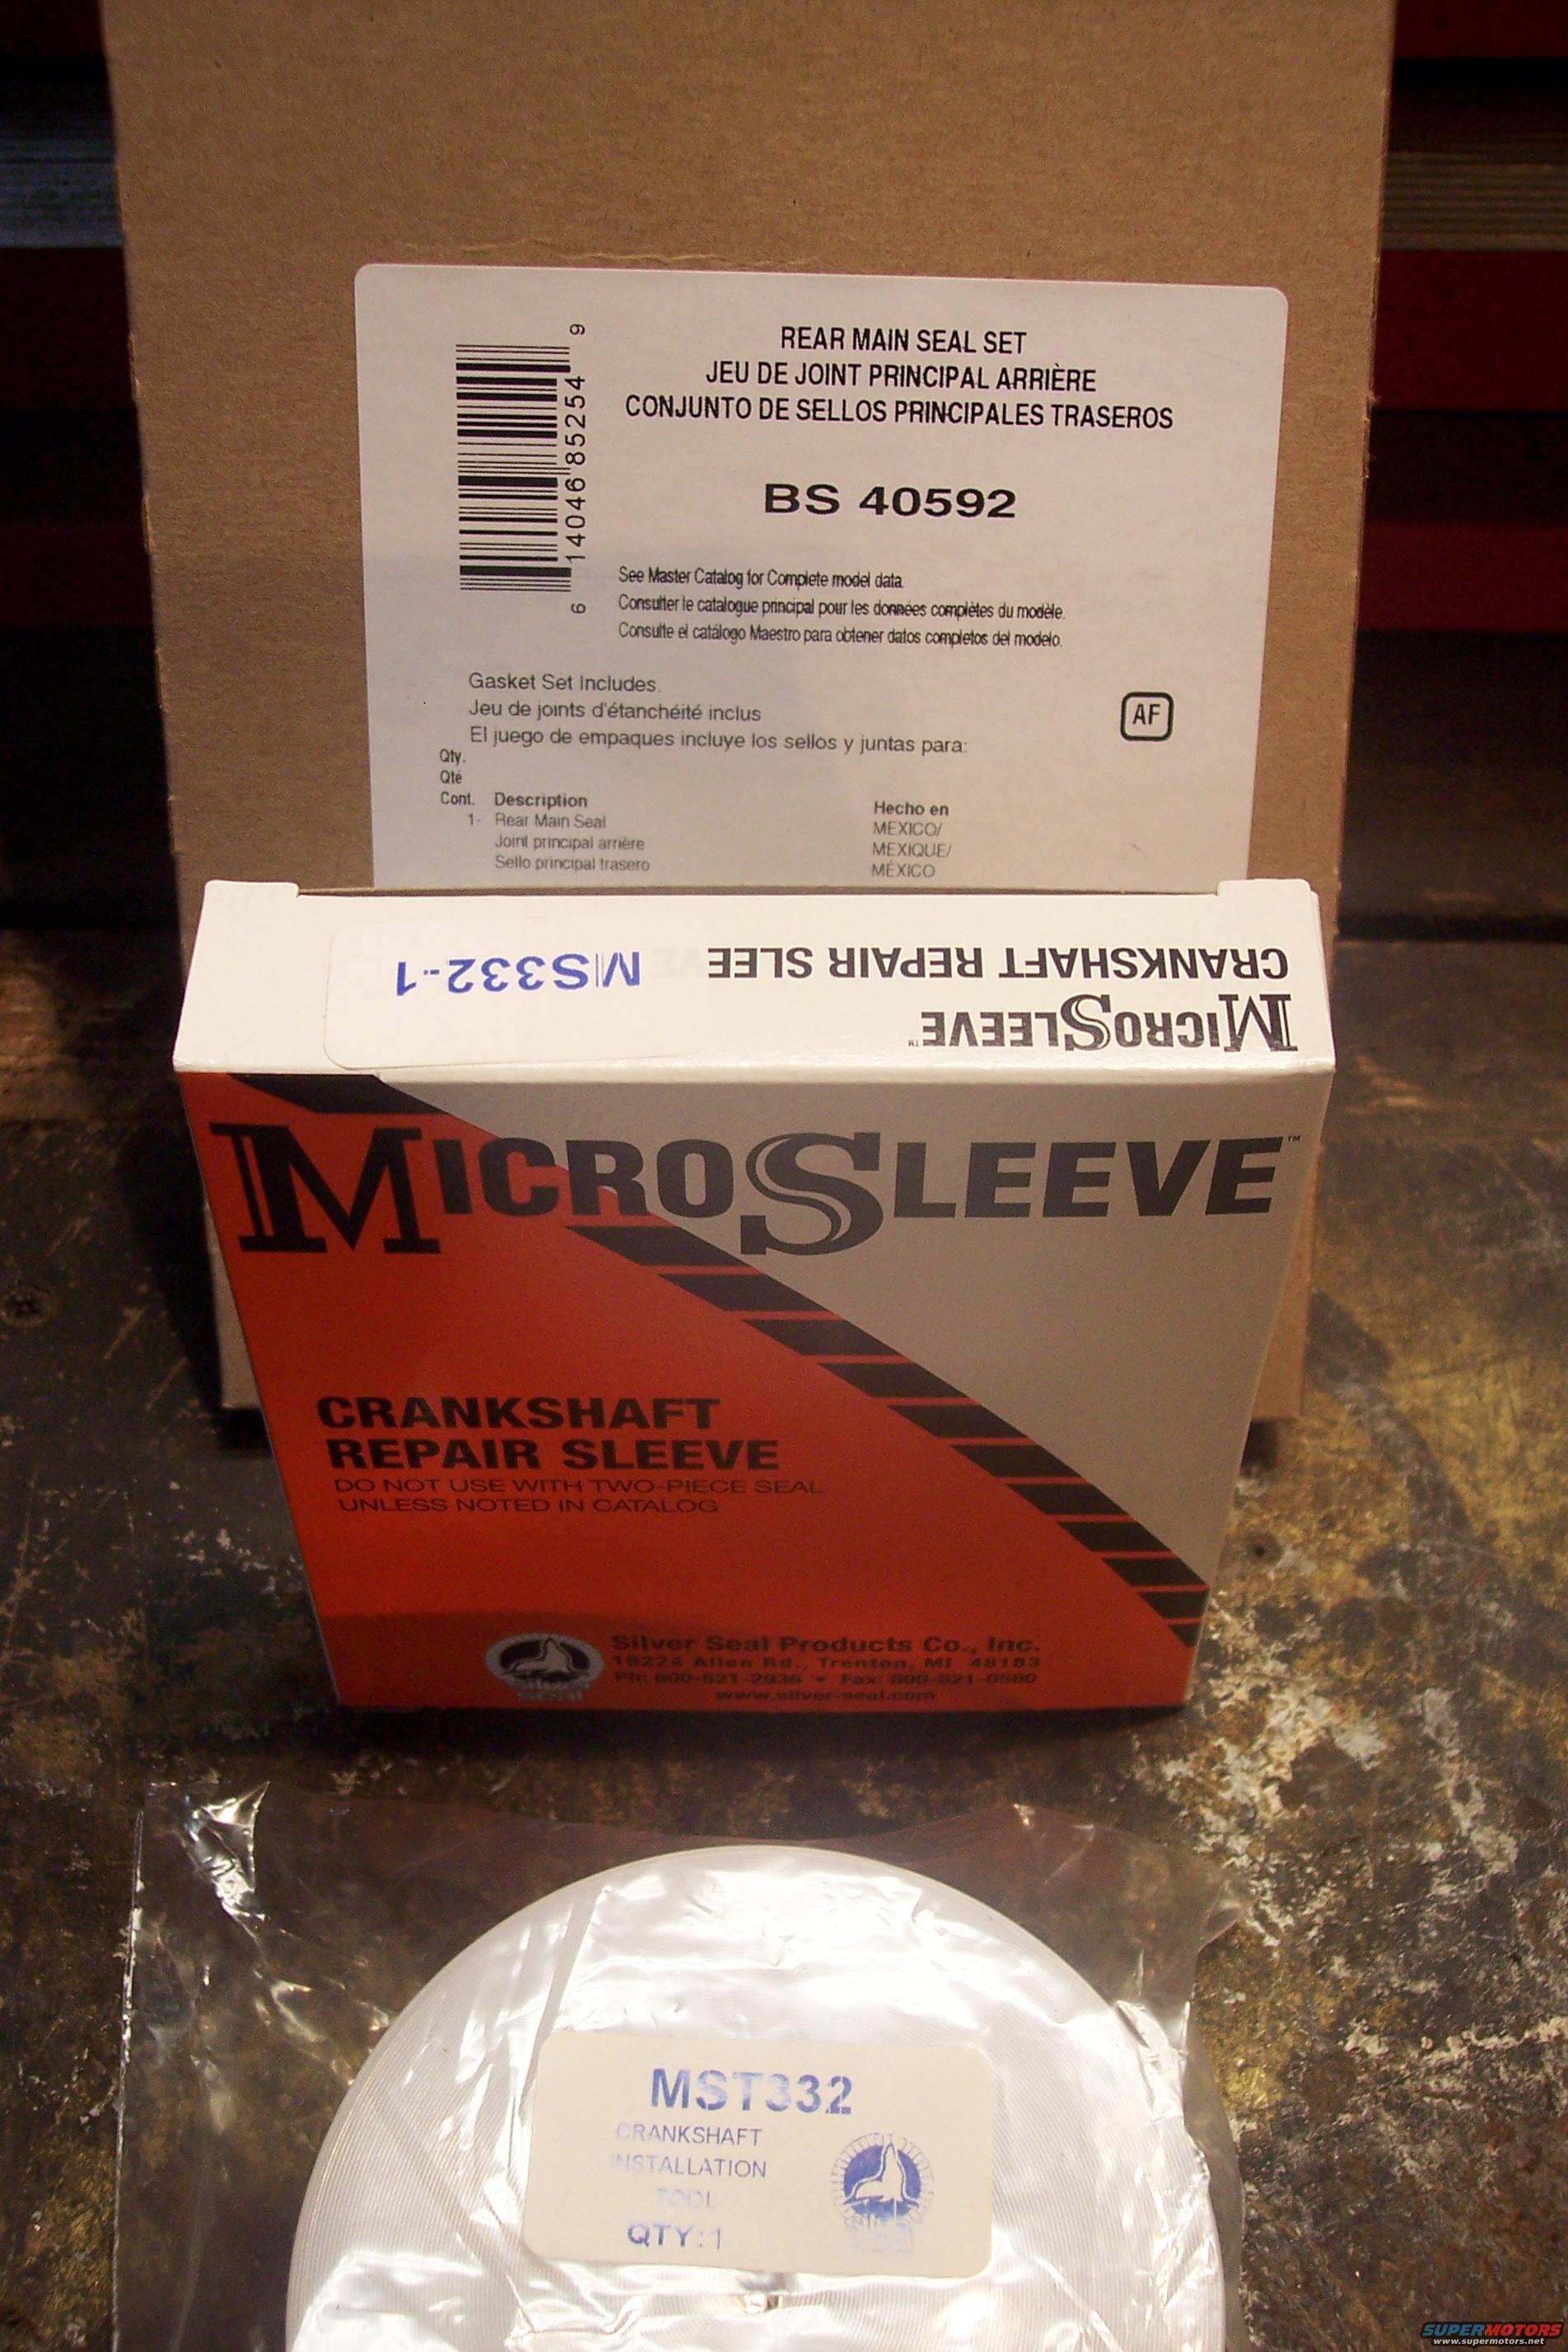 REAR MAIN SEAL SET
JEU DE JOINT PRINCIPAL ARRIÈRE
CONJUNTO DE SELLOS PRINCIPALES TRASEROS
6 14046 85254 9
BS 40592
See Master Catalog for Complete model data.
Consulter le catalogue principal pour les données complètes du modèle.
Consulte el catálogo Maestro para obtener datos completos del modelo.
Gasket Set Includes.
Jeu de joints d'étanchéité inclus
El juego de empaques incluye los sellos y juntas para:
AF
Qty.
Qté
Cont. Description
1- Rear Main Seal
Joint principal arrière
Sello principal trasero
Hecho en
MEXICO/
MEXIQUE/
MÉXICO
MICROSLEEVE™
CRANKSHAFT REPAIR SLEE
MS332-1
MICROSLEEVE™
CRANKSHAFT
REPAIR SLEEVE
DO NOT USE WITH TWO-PIECE SEAL
UNLESS NOTED IN CATALOG
Silver Seal Products Co., Inc.
19224 Allen Rd., Trenton, MI 48183
Ph: 800-521-2936 • Fax: 800-521-0580
www.silver-seal.com
MST332
CRANKSHAFT
INSTALLATION
TOOL
QTY:1
SUPERMOTORS
www.supermotors.net